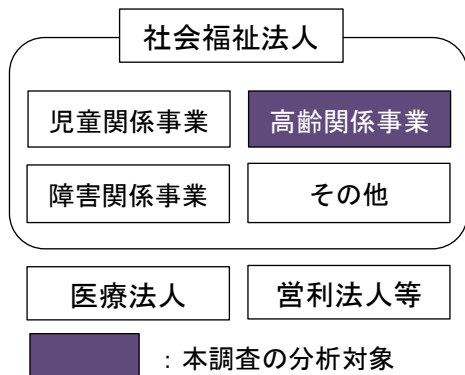 社会福祉法人
児童関係事業 高齢関係事業
障害関係事業 その他
医療法人 営利法人等
：本調査の分析対象